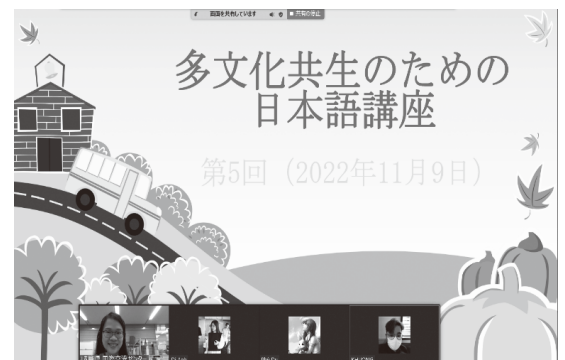 画面を共有しています
共有の停止
多文化共生のための
日本語講座
第5回（2022年11月9日）